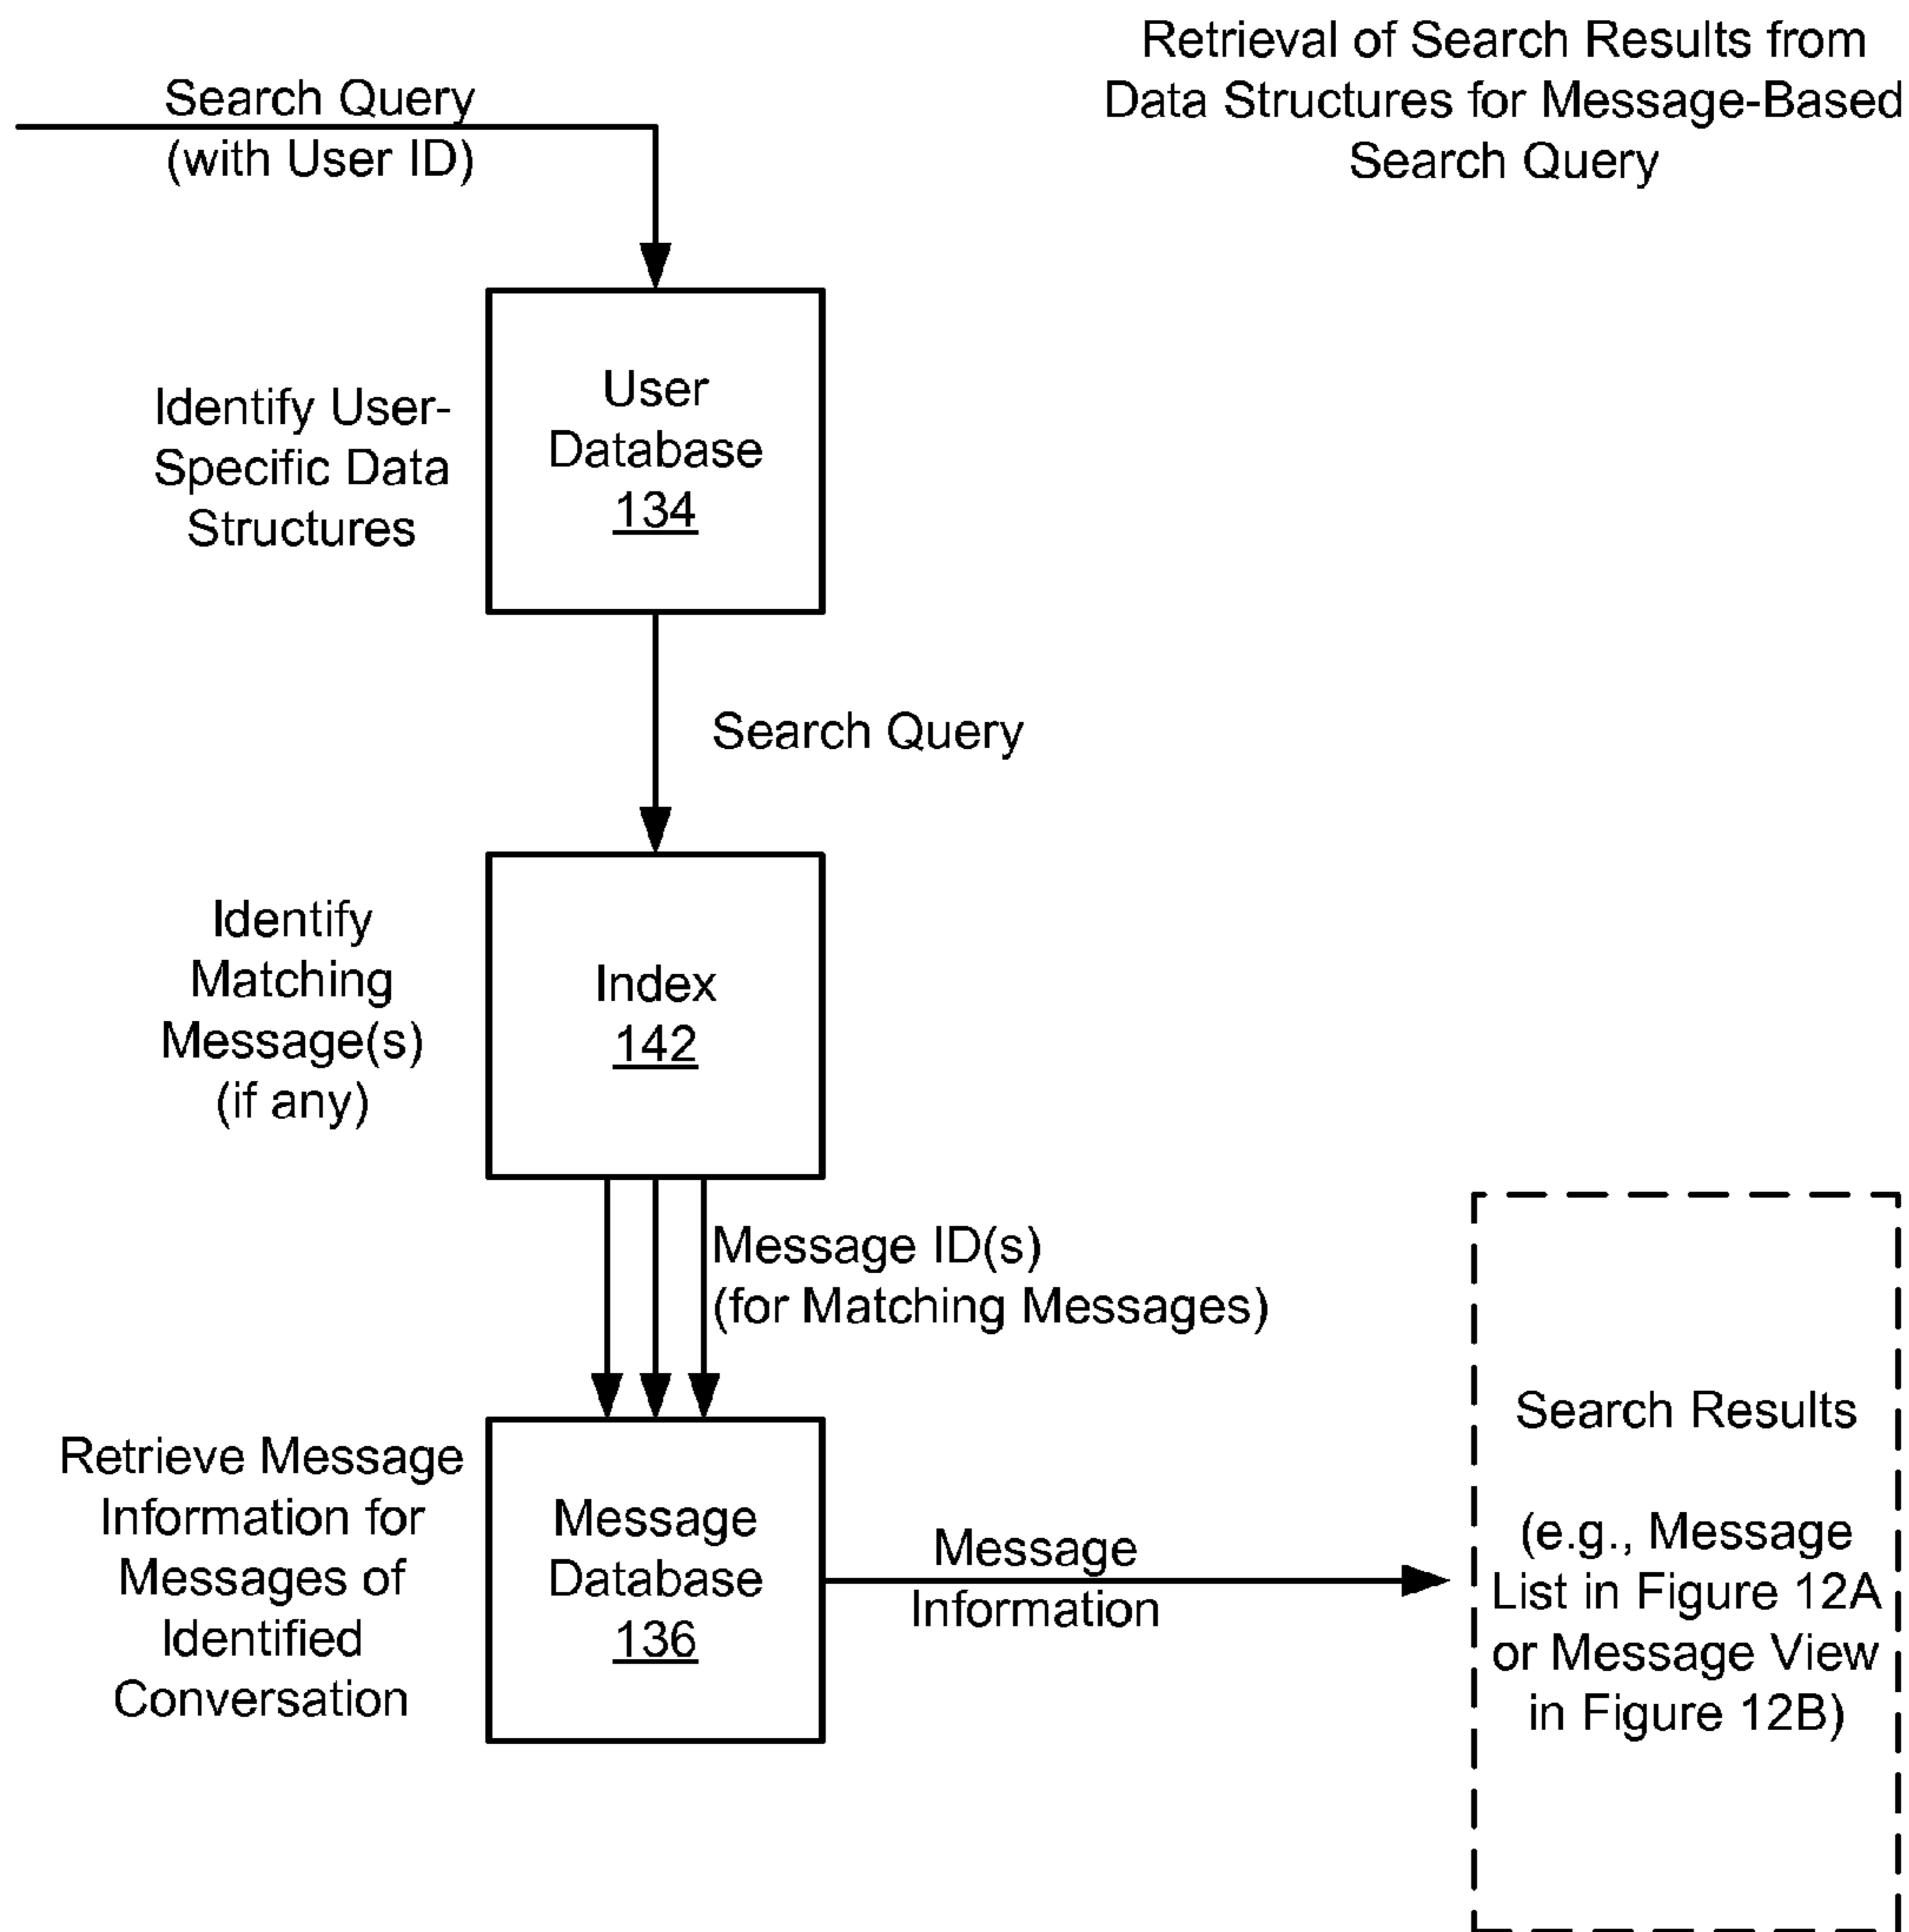 Retrieval of Search Results from
Data Structures for Message-Based
Search Query
Search Query
(with User ID)
Identify User-
Specific Data
Structures
User
Database
134
Search Query
Identify
Matching
Message(s)
(if any)
Index
142
Message ID(s)
(for Matching Messages)
Retrieve Message
Information for
Messages of
Identified
Conversation
Message
Database
136
Message
Information
Search Results
(e.g., Message
List in Figure 12A
or Message View
in Figure 12B)